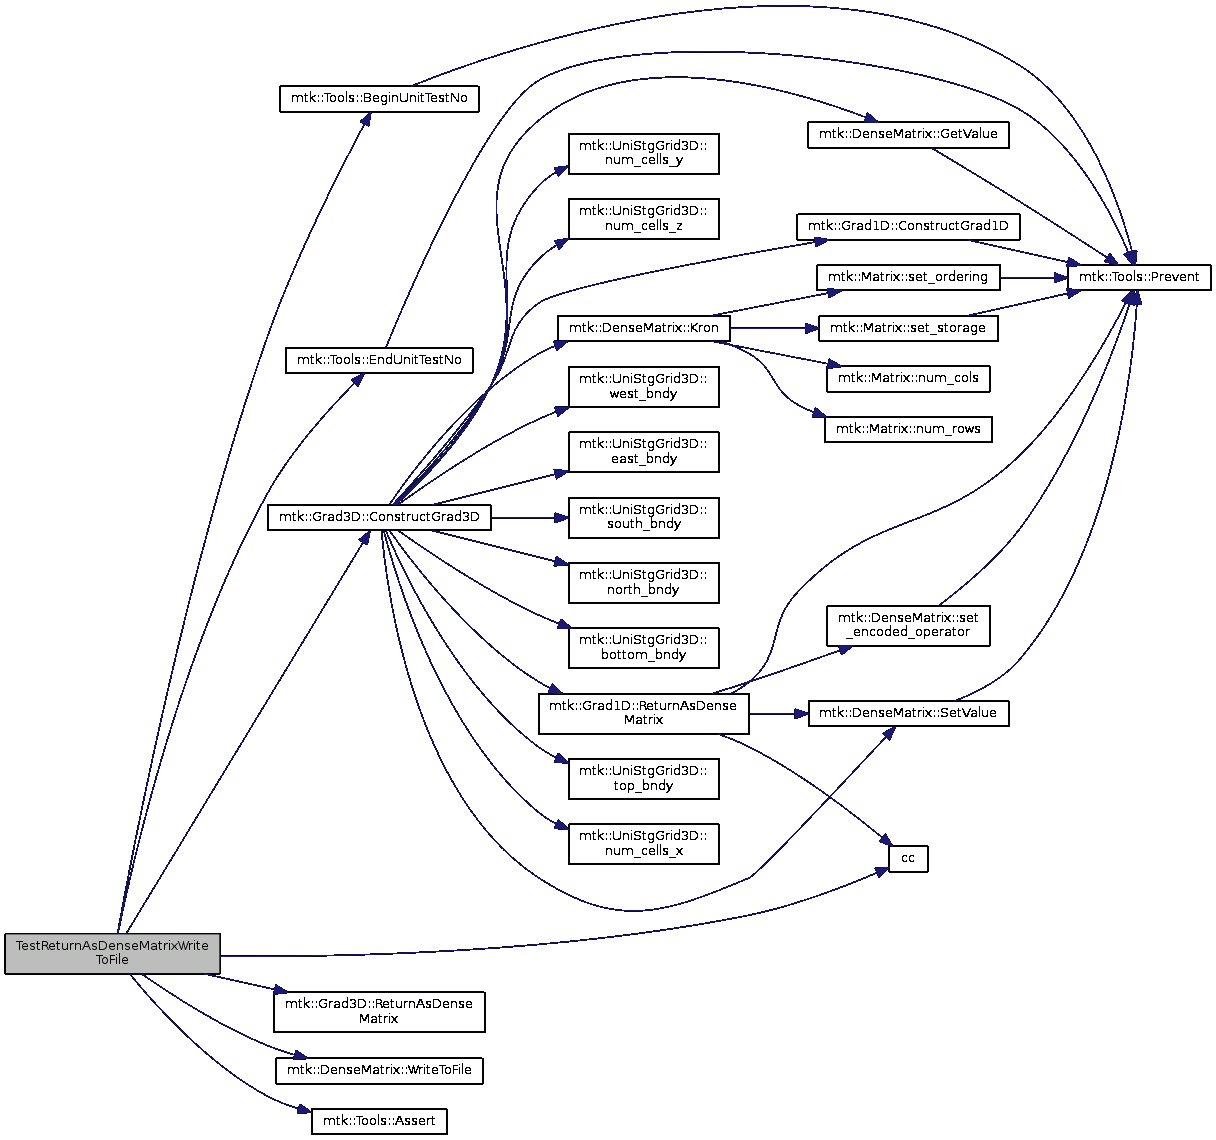 mtk::Tools::BeginUnitTestNo
mtk::DenseMatrix::GetValue
mtk::UniStgGrid3D::
num_cells_y
mtk::UniStgGrid3D::
num_cells_z
mtk::Grad1D::ConstructGrad1D
mtk::Matrix::set_ordering
mtk::Tools::Prevent
mtk::DenseMatrix::Kron
mtk::Matrix::set_storage
mtk::Tools::EndUnitTestNo
mtk::UniStgGrid3D::
west_bndy
mtk::Matrix::num_cols
mtk::Matrix::num_rows
mtk::UniStgGrid3D::
east_bndy
mtk::Grad3D::ConstructGrad3D
mtk::UniStgGrid3D::
south_bndy
mtk::UniStgGrid3D::
north_bndy
mtk::DenseMatrix::set
_encoded_operator
mtk::UniStgGrid3D::
bottom_bndy
mtk::Grad1D::ReturnAsDense
Matrix
mtk::DenseMatrix::SetValue
mtk::UniStgGrid3D::
top_bndy
mtk::UniStgGrid3D::
num_cells_x
cc
TestReturnAsDenseMatrixWrite
ToFile
mtk::Grad3D::ReturnAsDense
Matrix
mtk::DenseMatrix::WriteToFile
mtk::Tools::Assert